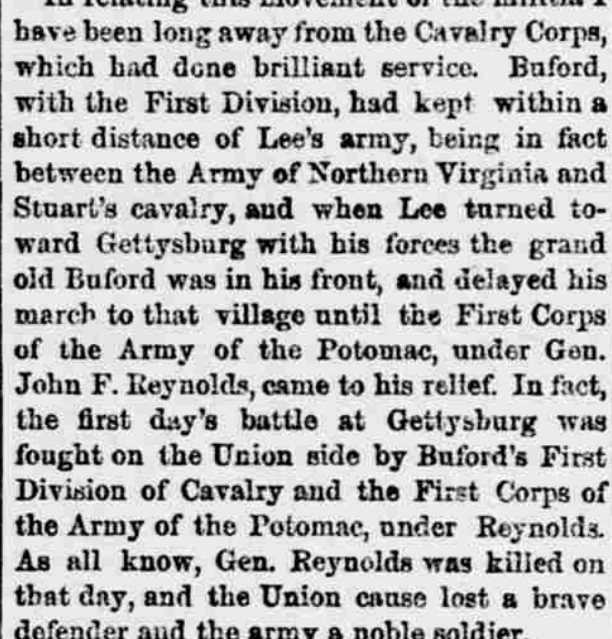 In relating this movement of the militia I
have been long away from the Cavalry Corps,
which had done brilliant service. Buford,
with the First Division, had kept within a
short distance of Lee's army, being in fact
between the Army of Northern Virginia and
Stuart's cavalry, and when Lee turned to-
ward Gettysburg with his forces the grand
old Buford was in his front, and delayed his
march to that village until the First Corps
of the Army of the Potomac, under Gen.
John F. Reynolds, came to his relief. In fact,
the first day's battle at Gettysburg was
fought on the Union side by Buford's First
Division of Cavalry and the First Corps of
the Army of the Potomac, under Reynolds.
As all know, Gen. Reynolds was killed on
that day, and the Union cause lost a brave
defender and the army a noble soldier.